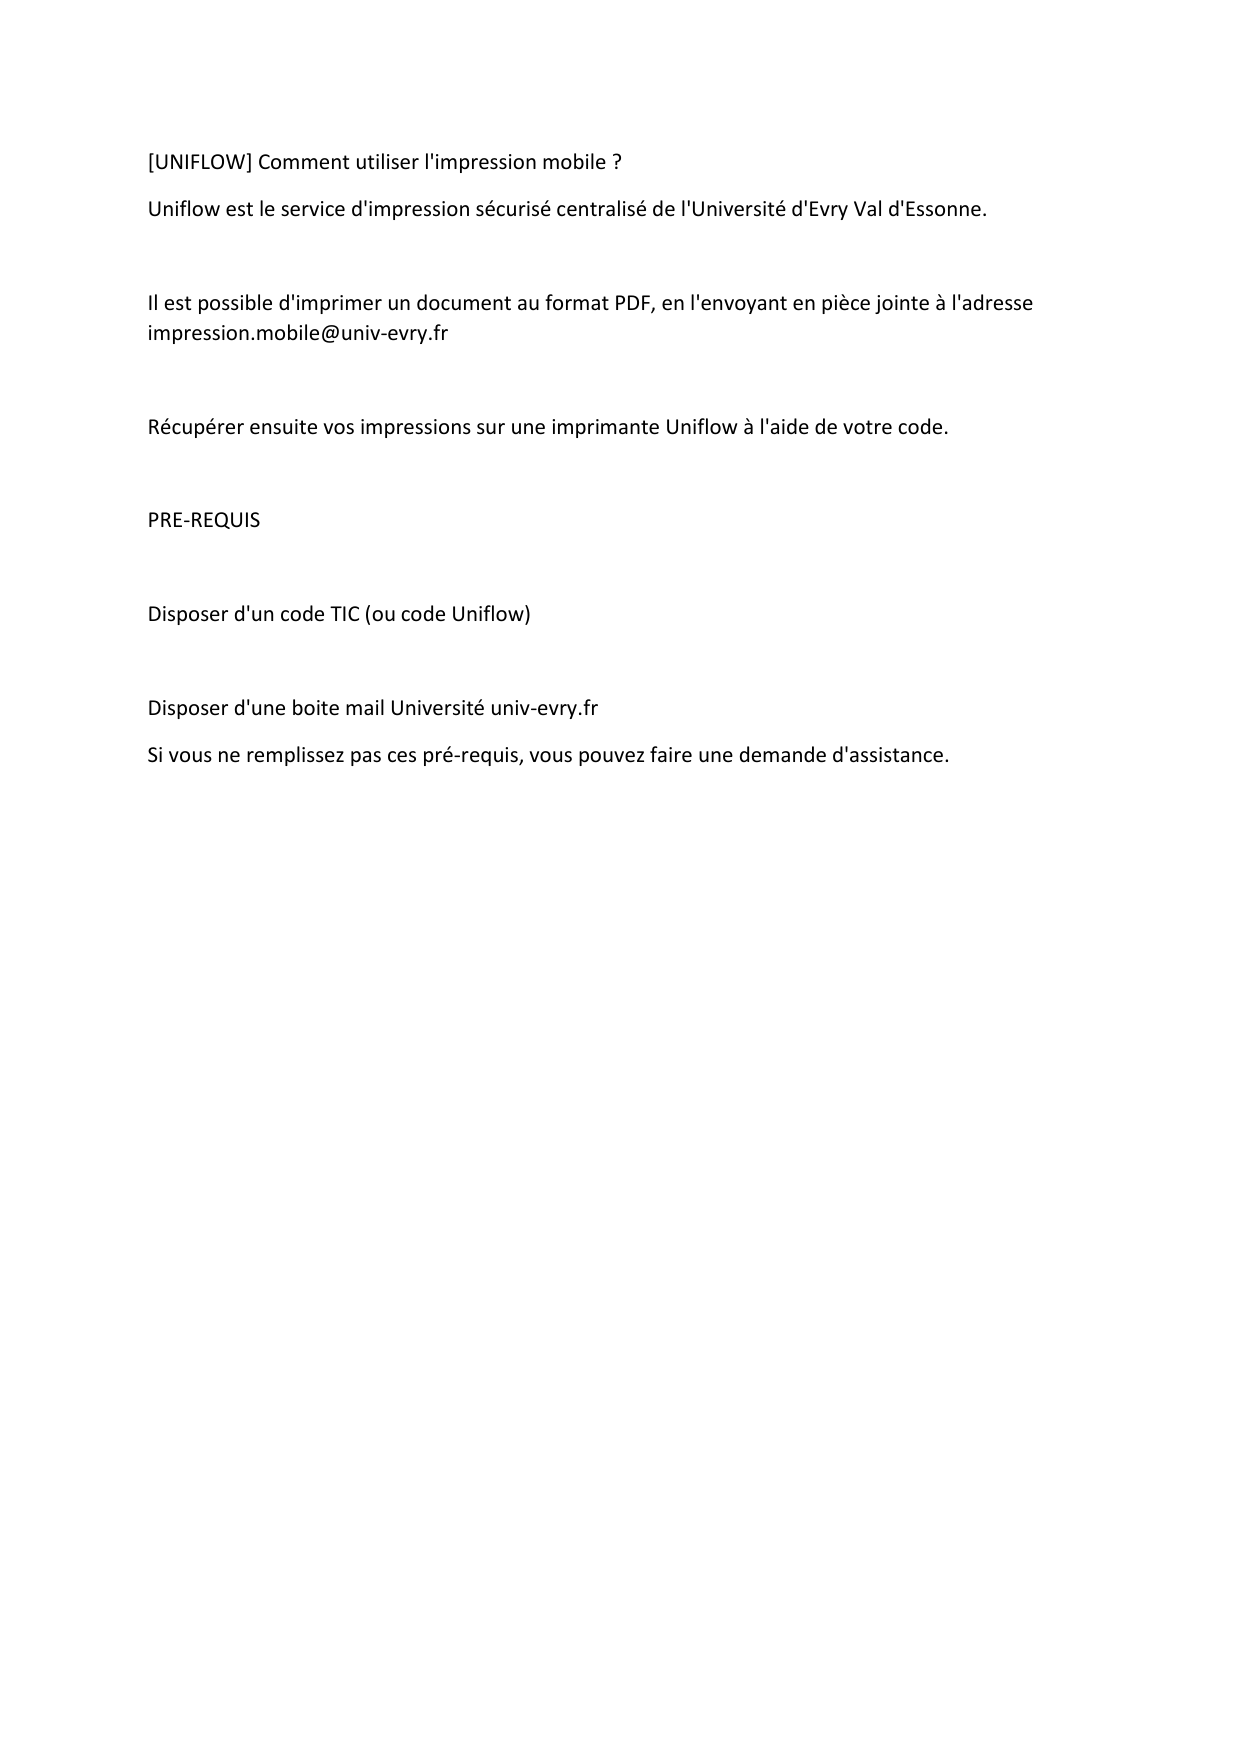 [UNIFLOW] Comment utiliser l'impression mobile ?
Uniflow est le service d'impression sécurisé centralisé de l'Université d'Evry Val d'Essonne.
Il est possible d'imprimer un document au format PDF, en l'envoyant en pièce jointe à l'adresse
impression.mobile@univ-evry.fr
Récupérer ensuite vos impressions sur une imprimante Uniflow à l'aide de votre code.
PRE-REQUIS
Disposer d'un code TIC (ou code Uniflow)
Disposer d'une boite mail Université univ-evry.fr
Si vous ne remplissez pas ces pré-requis, vous pouvez faire une demande d'assistance.